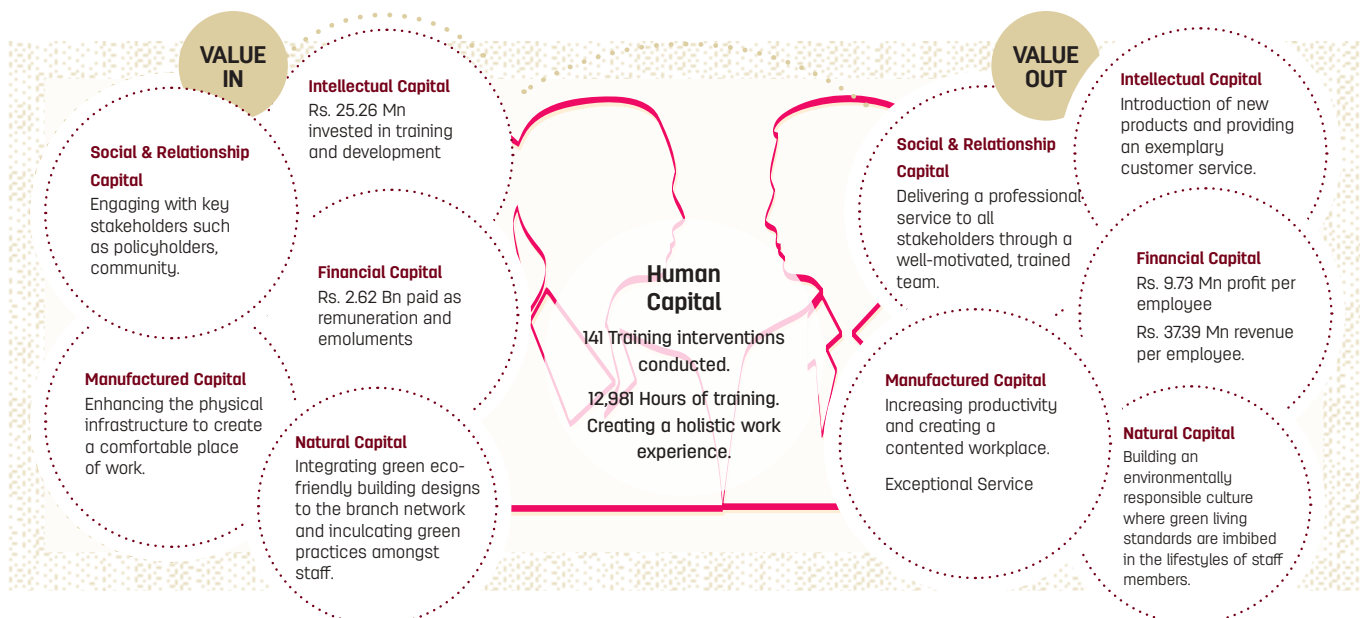 VALUE
IN
Intellectual Capital
Rs. 25.26 Mn
invested in training
and development
Social & Relationship
Capital
Engaging with key
stakeholders such
as policyholders,
community.
Financial Capital
Rs. 2.62 Bn paid as
remuneration and
emoluments
Manufactured Capital
Enhancing the physical
infrastructure to create
a comfortable place
of work.
Natural Capital
Integrating green eco-
friendly building designs
to the branch network
and inculcating green
practices amongst
staff.
Human
Capital
141 Training interventions
conducted.
12,981 Hours of training.
Creating a holistic work
experience.
VALUE
OUT
Intellectual Capital
Introduction of new
products and providing
an exemplary
customer service.
Social & Relationship
Capital
Delivering a professional
service to all
stakeholders through a
well-motivated, trained
team.
Financial Capital
Rs. 9.73 Mn profit per
employee
Rs. 37.39 Mn revenue
per employee.
Manufactured Capital
Increasing productivity
and creating a
contented workplace.
Exceptional Service
Natural Capital
Building an
environmentally
responsible culture
where green living
standards are imbibed
in the lifestyles of staff
members.